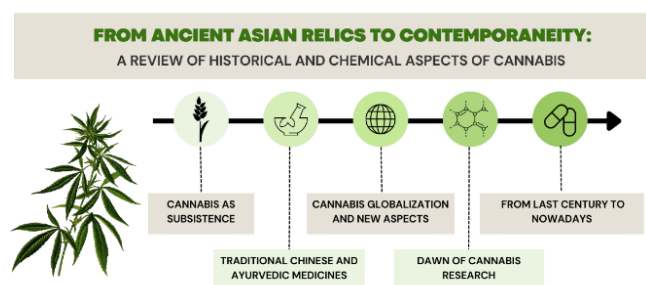 FROM ANCIENT ASIAN RELICS TO CONTEMPORANEITY:
A REVIEW OF HISTORICAL AND CHEMICAL ASPECTS OF CANNABIS
CANNABIS AS
SUBSISTENCE
TRADITIONAL CHINESE AND
AYURVEDIC MEDICINES
CANNABIS GLOBALIZATION
AND NEW ASPECTS
DAWN OF CANNABIS
RESEARCH
FROM LAST CENTURY TO
NOWADAYS